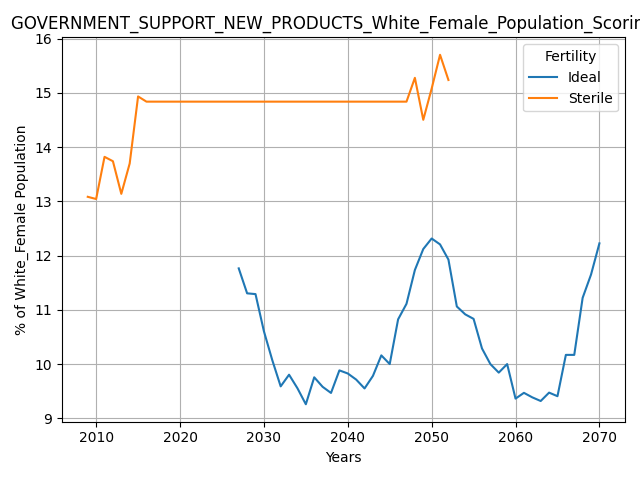 GOVERNMENT_SUPPORT_NEW_PRODUCTS_White_Female_Population_Scorin
16
15
14
13
12
11
10
9
% of White_Female Population
2010 2020 2030 2040 2050 2060 2070
Years
Fertility
Ideal
Sterile